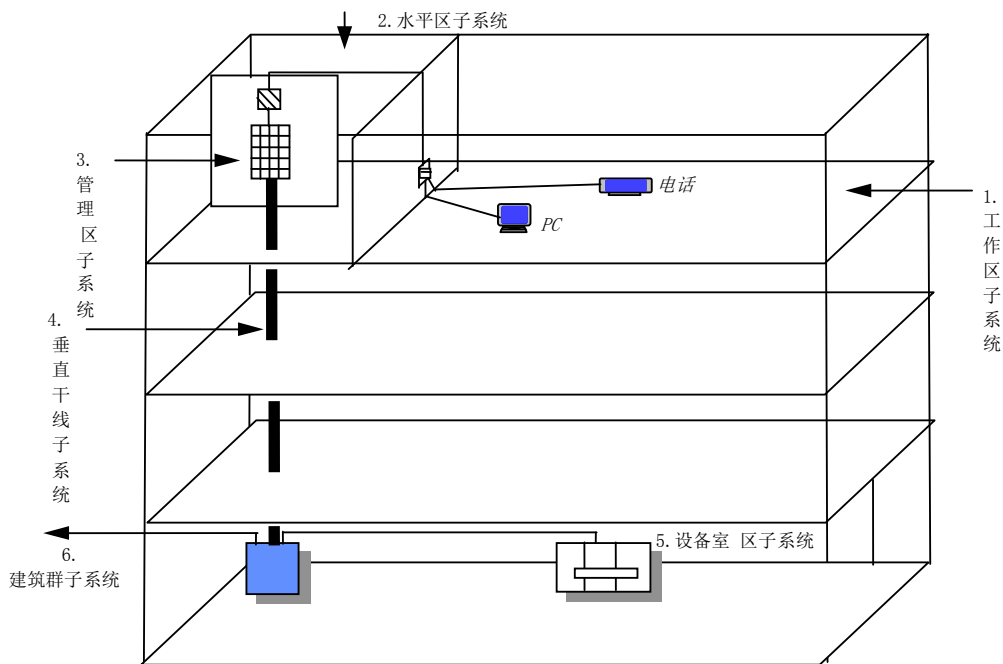 2.水平区子系统
3.
管
理
区
子
系
统
电话
PC
1.
工
作
区
子
系
统
4.
垂
直
干
线
子
系
统
5.设备室 区子系统
6.
建筑群子系统